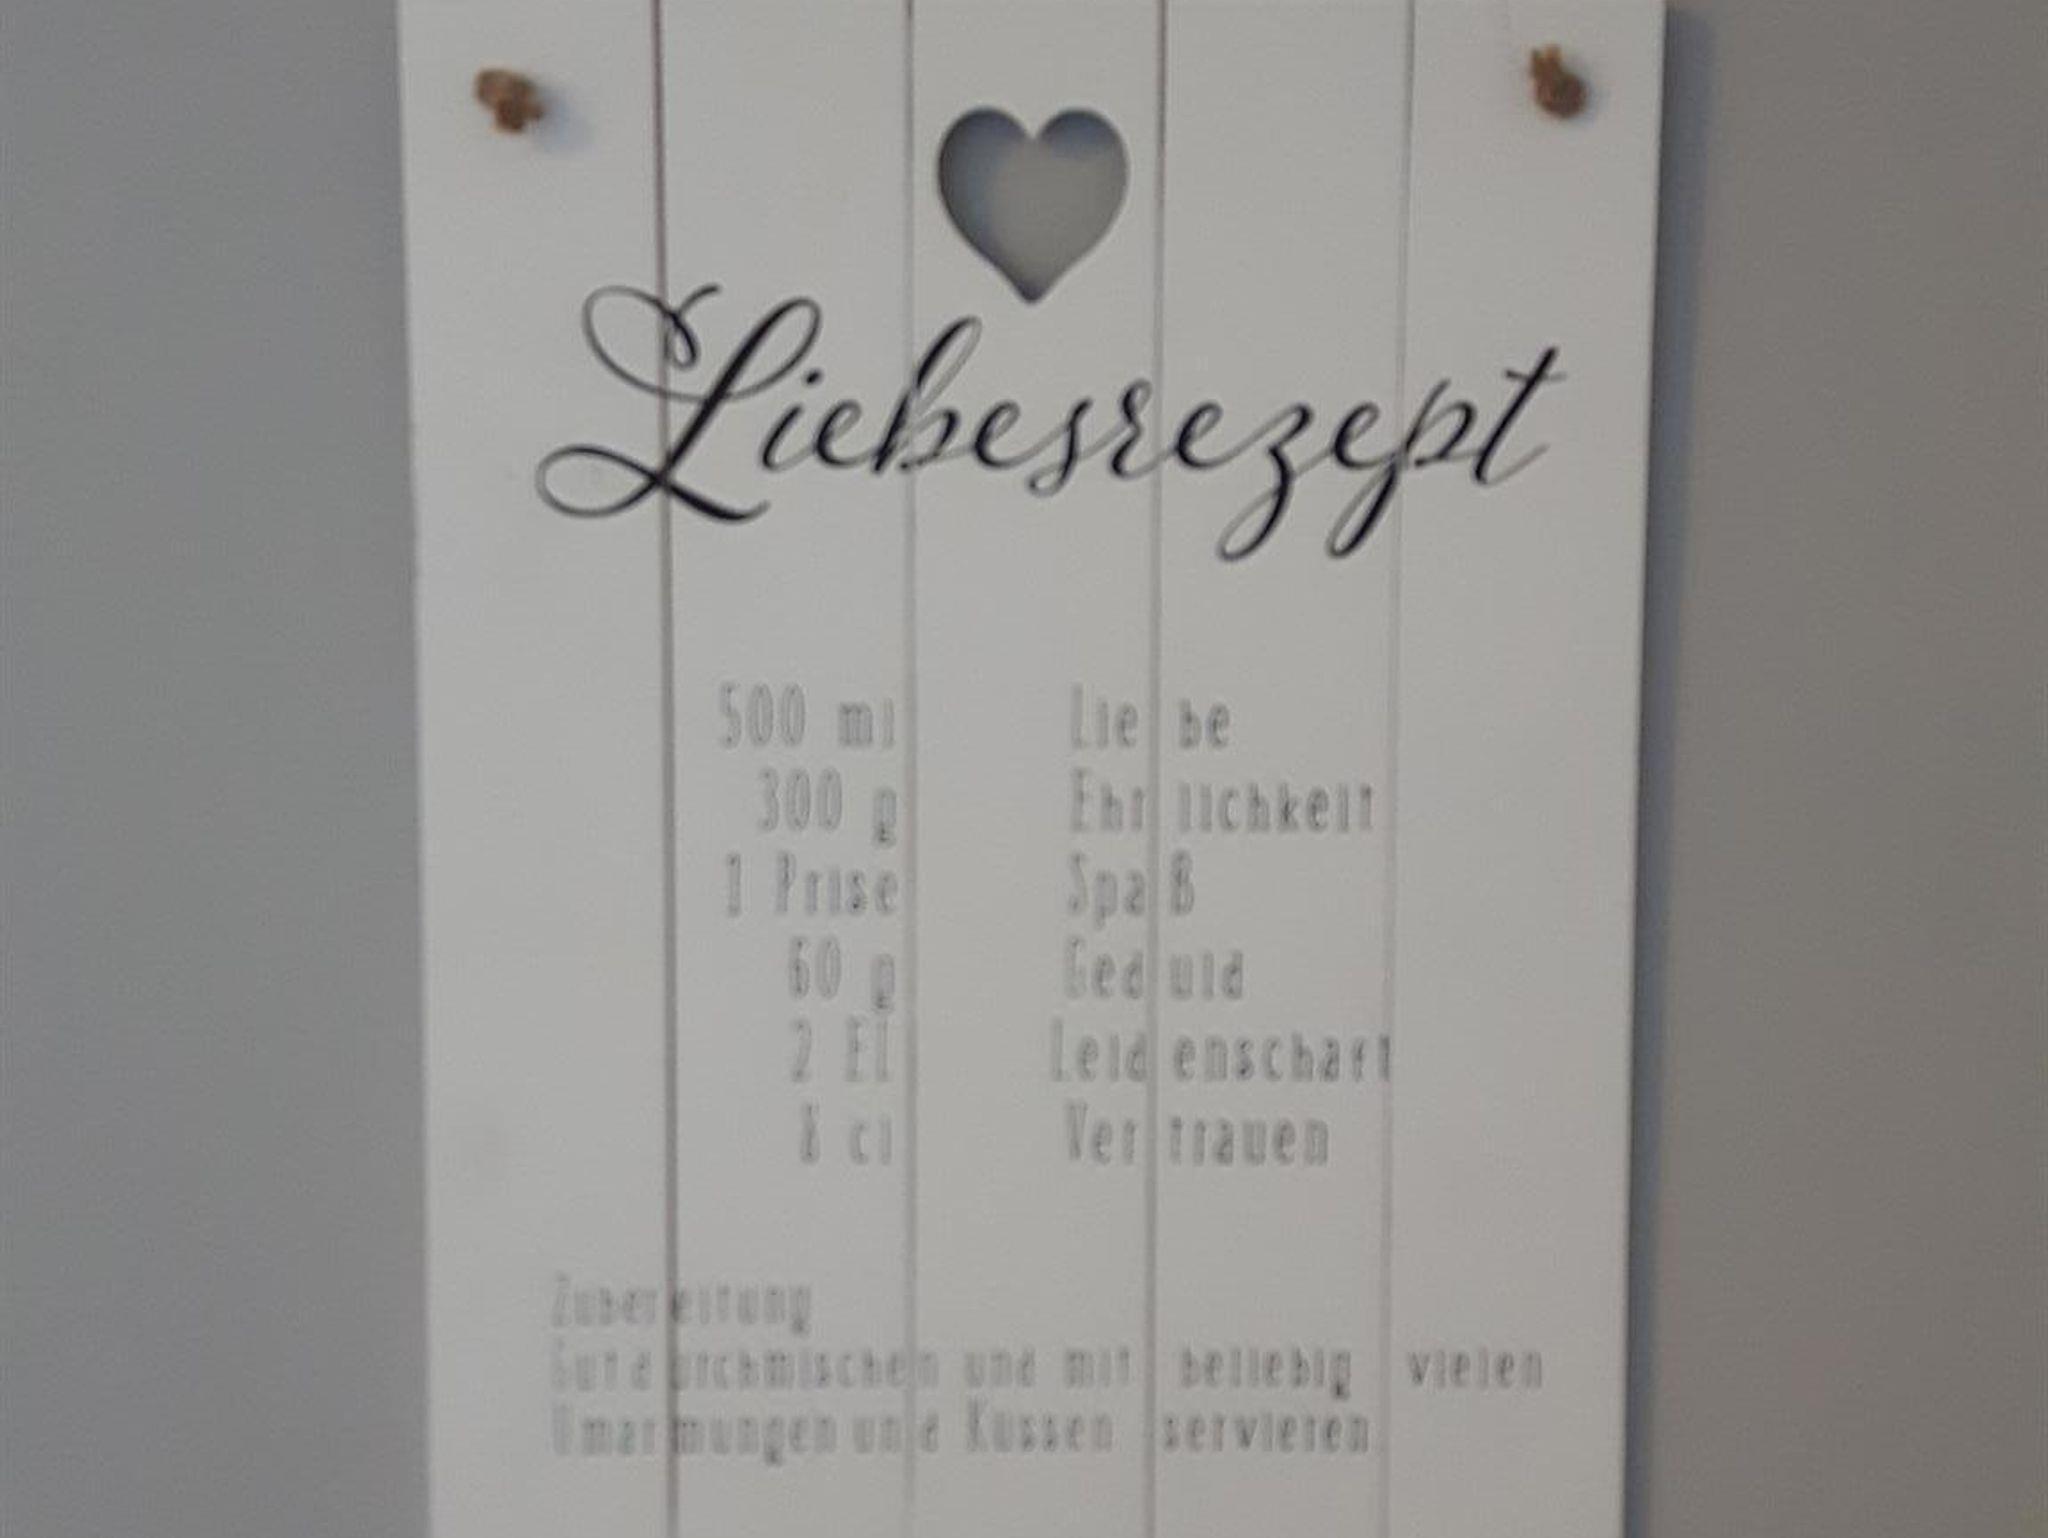 Liebesrezept
500 ml Liebe
300 g Ehrlichkeit
1 Prise Spaß
60 g Geduld
2 El Leidenschaft
8 cl Vertrauen
Zubereitung
Gut durchmischen und mit beliebig vielen
Umarmungen und Küssen servieren